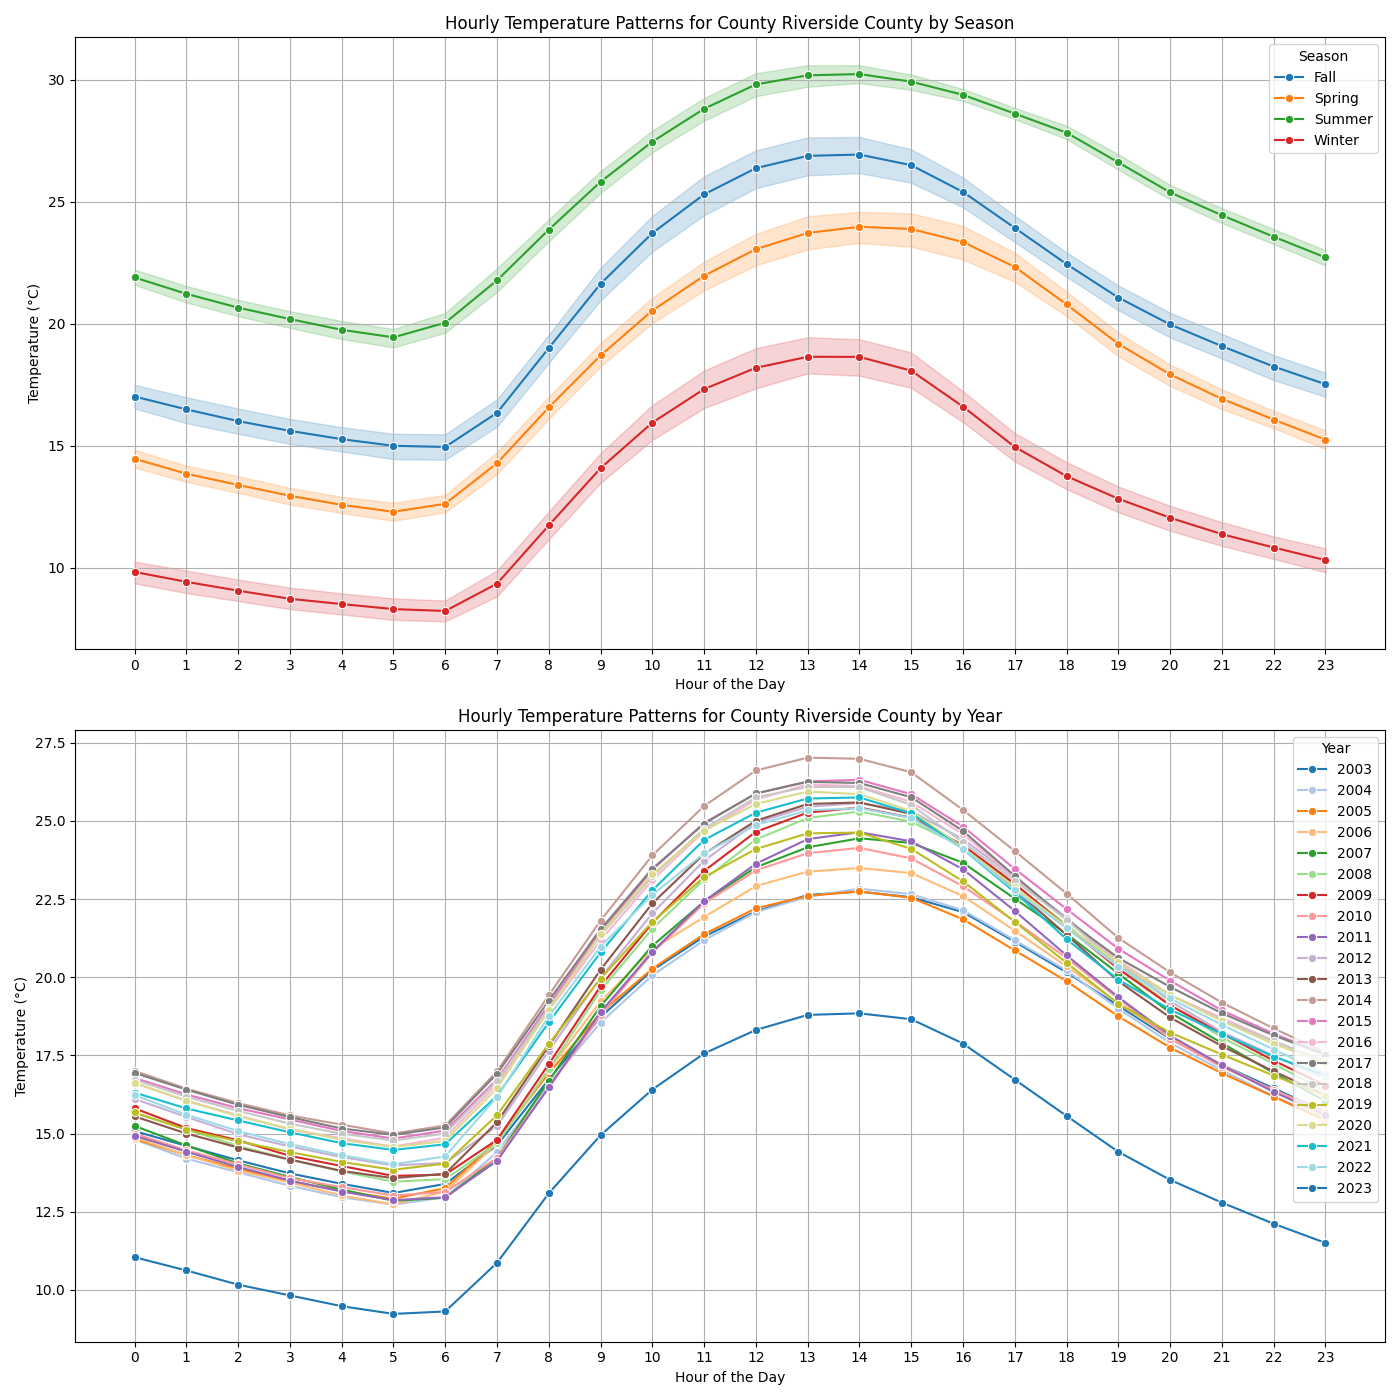 Hourly Temperature Patterns for County Riverside County by Season
Temperature (°C)
30
25
20
15
10
Season
Fall
Spring
Summer
Winter
0 1 2 3 4 5 6 7 8 9 10 11 12 13 14 15 16 17 18 19 20 21 22 23
Hour of the Day
Hourly Temperature Patterns for County Riverside County by Year
Temperature (°C)
27.5
25.0
22.5
20.0
17.5
15.0
12.5
10.0
Year
2003
2004
2005
2006
2007
2008
2009
2010
2011
2012
2013
2014
2015
2016
2017
2018
2019
2020
2021
2022
2023
0 1 2 3 4 5 6 7 8 9 10 11 12 13 14 15 16 17 18 19 20 21 22 23
Hour of the Day